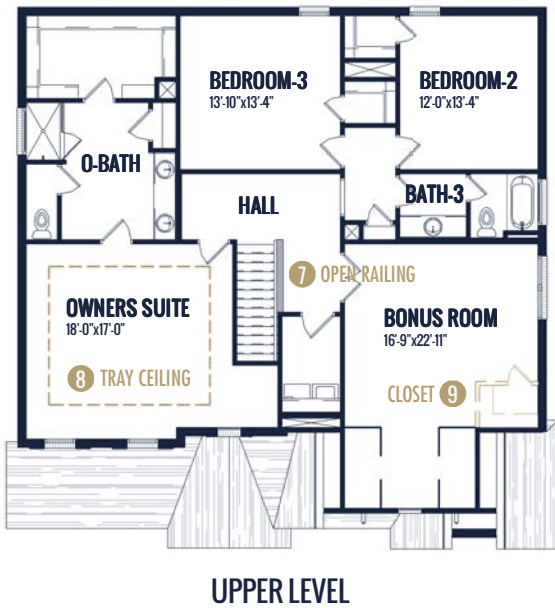 BEDROOM-3
13'-10"x13'-4"
BEDROOM-2
12'-0"x13'-4"
O-BATH
BATH-3
HALL
7 OPEN RAILING
OWNERS SUITE
18'-0"x17'-0"
BONUS ROOM
16'-9"x22'-11"
8 TRAY CEILING
CLOSET 9
UPPER LEVEL